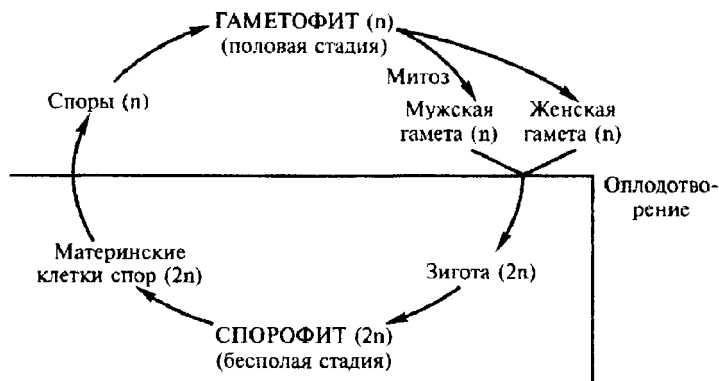 ГАМЕТОФИТ (n)
(половая стадия)
Митоз
Споры (n)
Мужская
гамета (n)
Женская
гамета (n)
Оплодотво-
рение
Материнские
клетки спор (2n)
Зигота (2n)
СПОРОФИТ (2n)
(бесполая стадия)